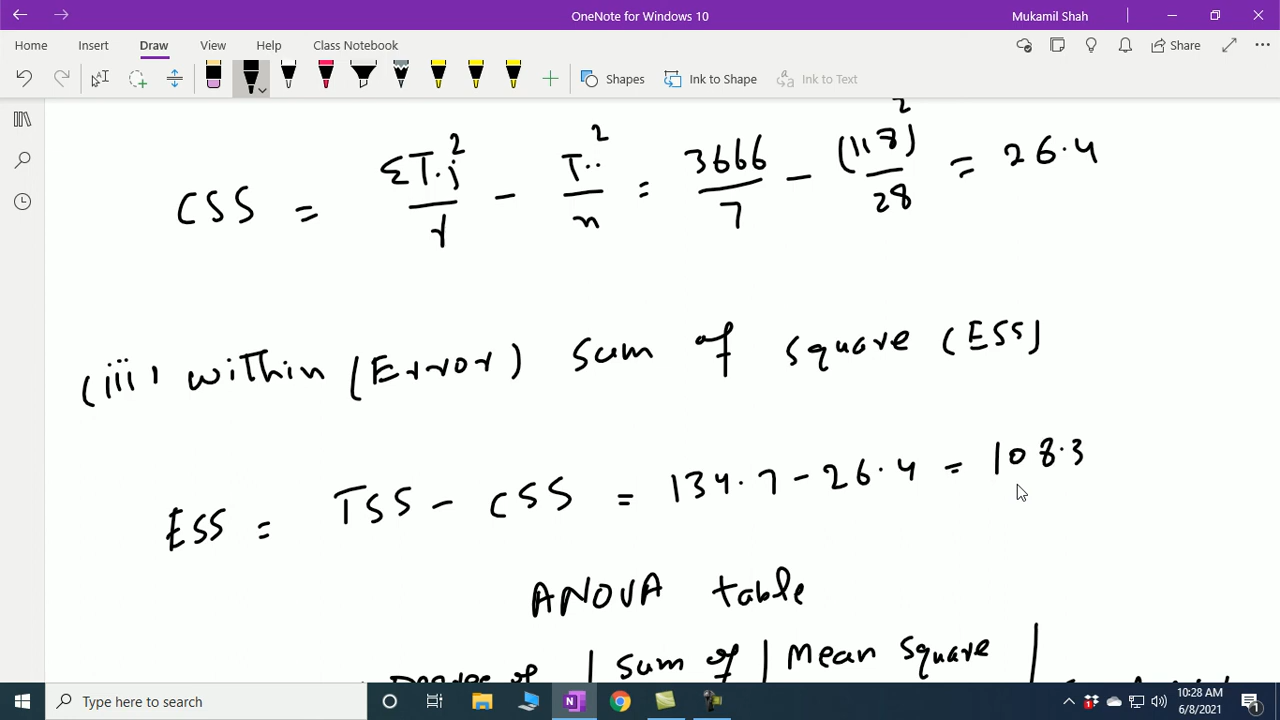 OneNote for Windows 10
Mukamil Shah
Home Insert Draw View Help Class Notebook
Share
Shapes Ink to Shape Ink to Text
CSS = ΣT.j² / r - T..² / n = 3666 / 7 - (118)² / 28 = 26.4
(iii) within (Error) sum of square (ESS)
ESS = TSS - CSS = 134.7 - 26.4 = 108.3
ANOVA table
Degree of | Sum of | Mean Square |
Type here to search
10:28 AM
6/8/2021